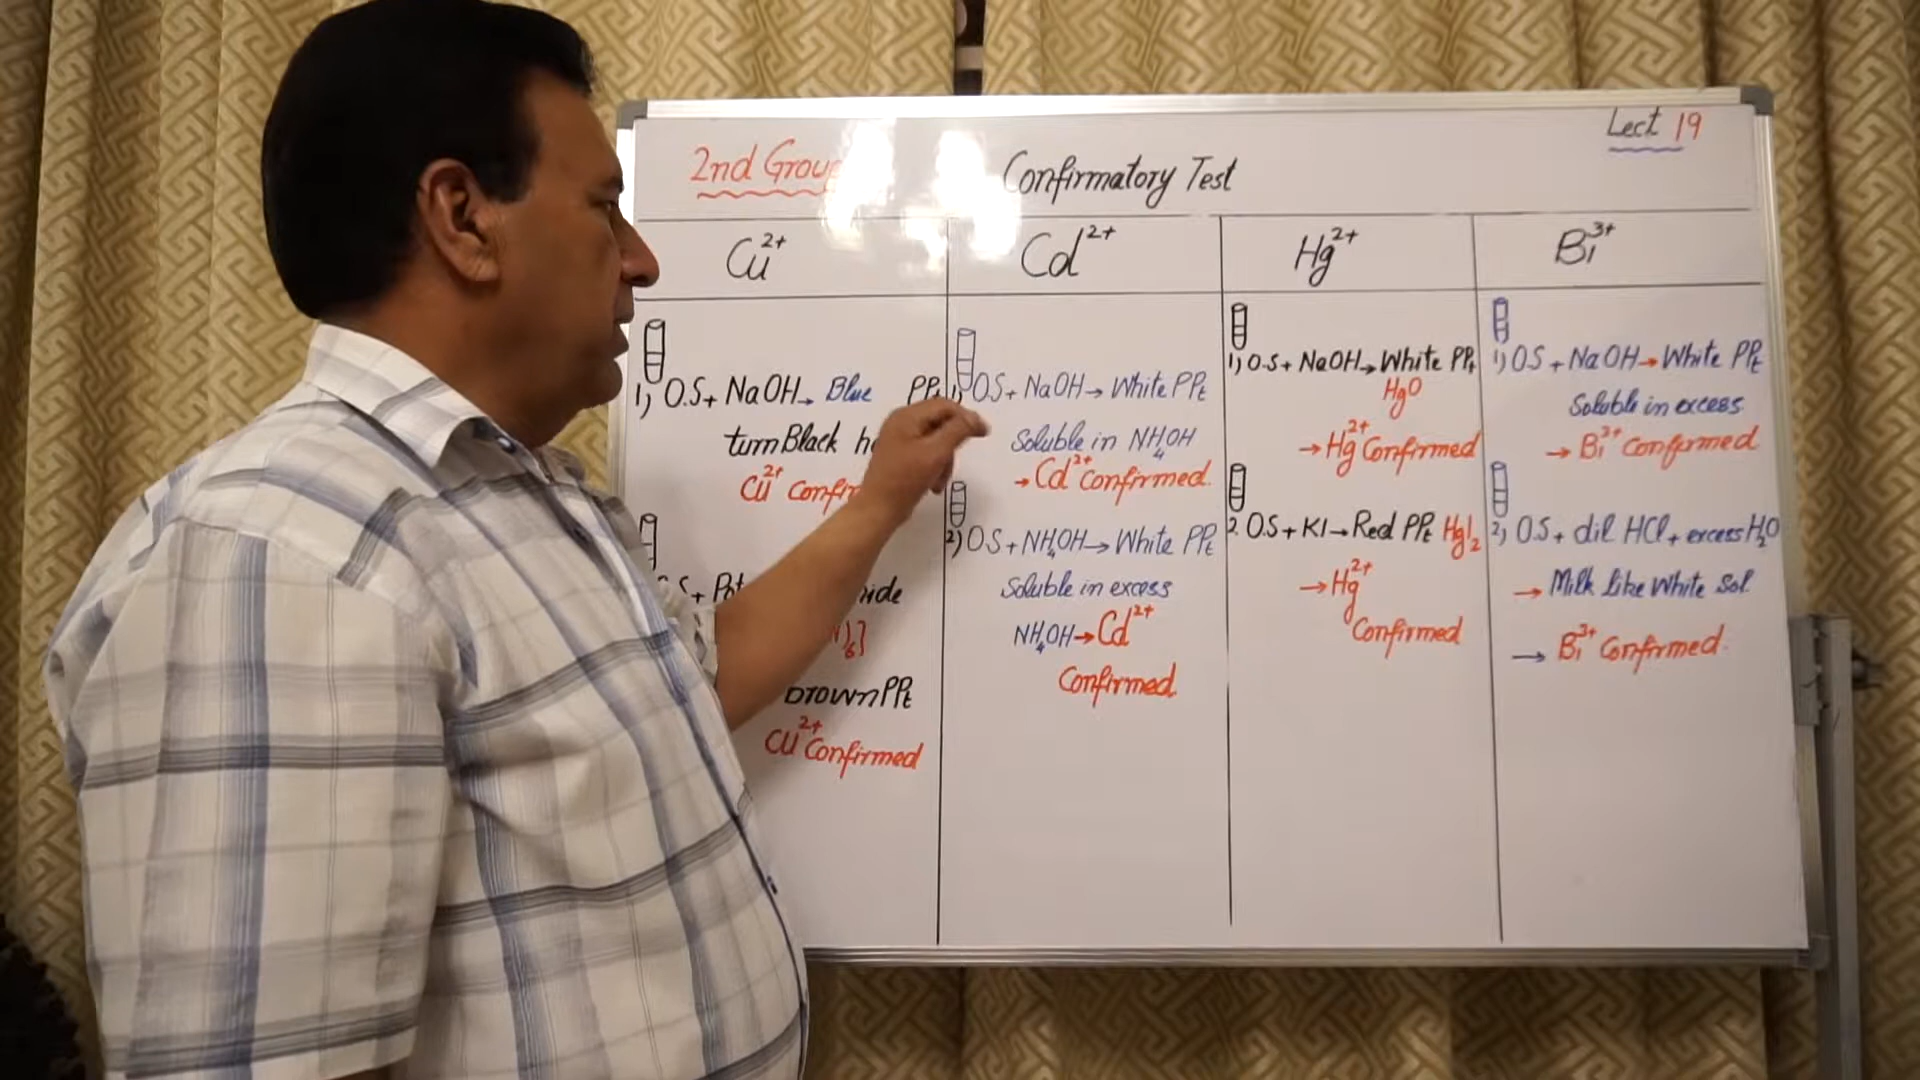 Lect 19
2nd Group Confirmatory Test
Cu2+
1) O.S + NaOH → Blue PPt
turn Black
Cu2+
brown PPt
Cu2+ Confirmed
Cd2+
1) O.S + NaOH → White PPt
Soluble in NH4OH
→ Cd2+ Confirmed.
2) O.S + NH4OH → White PPt
Soluble in excess
NH4OH → Cd2+
Confirmed.
Hg2+
1) O.S + NaOH → White PPt
HgO
→ Hg2+ Confirmed
2. O.S + KI → Red PPt HgI2
→ Hg2+
Confirmed
Bi3+
1) O.S + NaOH → White PPt
Soluble in excess.
→ Bi3+ Confirmed
2) O.S + dil HCl + excess H2O
→ Milk like White Sol.
→ Bi3+ Confirmed.